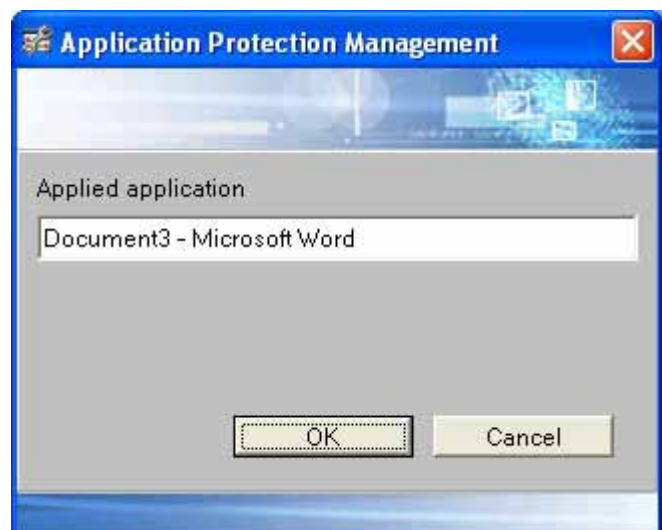 Application Protection Management
Applied application
Document3 - Microsoft Word
OK
Cancel